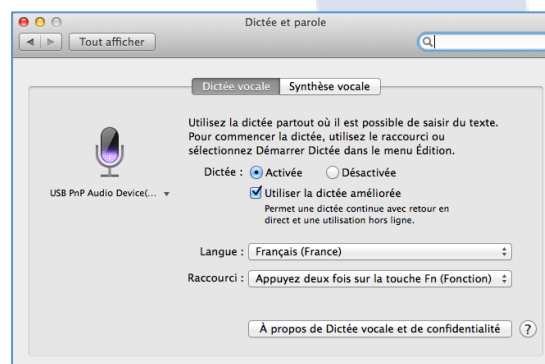 Dictée et parole
Tout afficher
Dictée vocale Synthèse vocale
Utilisez la dictée partout où il est possible de saisir du texte.
Pour commencer la dictée, utilisez le raccourci ou
sélectionnez Démarrer Dictée dans le menu Édition.
Dictée : Activée Désactivée
USB PnP Audio Device(... Utiliser la dictée améliorée
Permet une dictée continue avec retour en
direct et une utilisation hors ligne.
Langue : Français (France)
Raccourci : Appuyez deux fois sur la touche Fn (Fonction)
À propos de Dictée vocale et de confidentialité ?